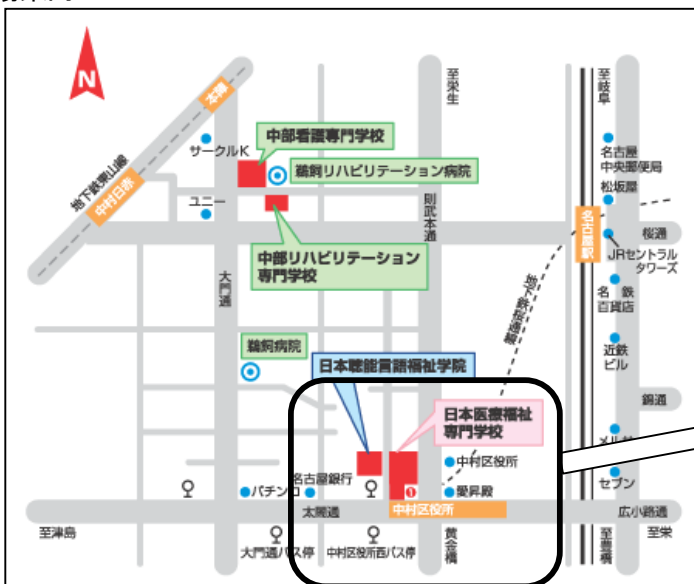 N
本陣
地下鉄東山線
中村日赤
サークルK
ユニー
中部看護専門学校
鵜飼リハビリテーション病院
中部リハビリテーション
専門学校
大門通
至栄生
則武本通
地下鉄桜通線
至岐阜
名古屋
中央郵便局
松坂屋
名古屋駅
桜通
JRセントラル
タワーズ
名 鉄
百貨店
近鉄
ビル
錦通
メルサ
セブン
鵜飼病院
日本聴能言語福祉学院
日本医療福祉
専門学校
中村区役所
愛昇殿
名古屋銀行
パチンコ
1
太閤通
中村区役所
広小路通
至津島
大門通バス停
中村区役所西バス停
黄金橋
至豊橋
至栄